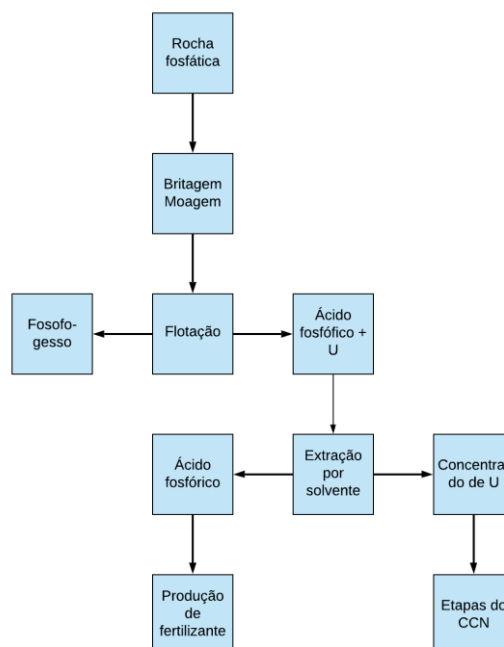 Rocha
fosfática
Britagem
Moagem
Fosofo-
gesso
Flotação
Ácido
fosfófico +
U
Ácido
fosfórico
Extração
por
solvente
Concentra
do de U
Produção
de
fertilizante
Etapas do
CCN